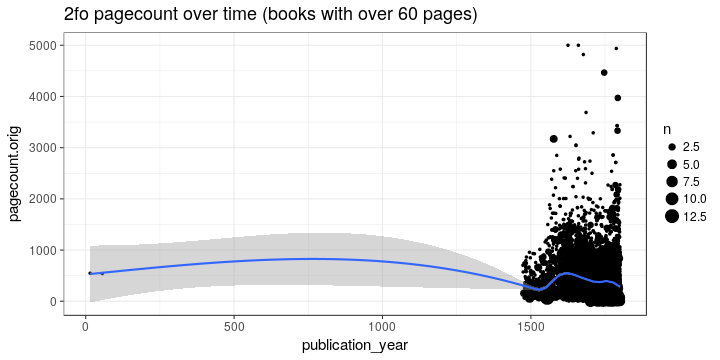 2fo pagecount over time (books with over 60 pages)
5000
4000
3000
2000
1000
0
pagecount.orig
0 500 1000 1500
publication_year
n
2.5
5.0
7.5
10.0
12.5